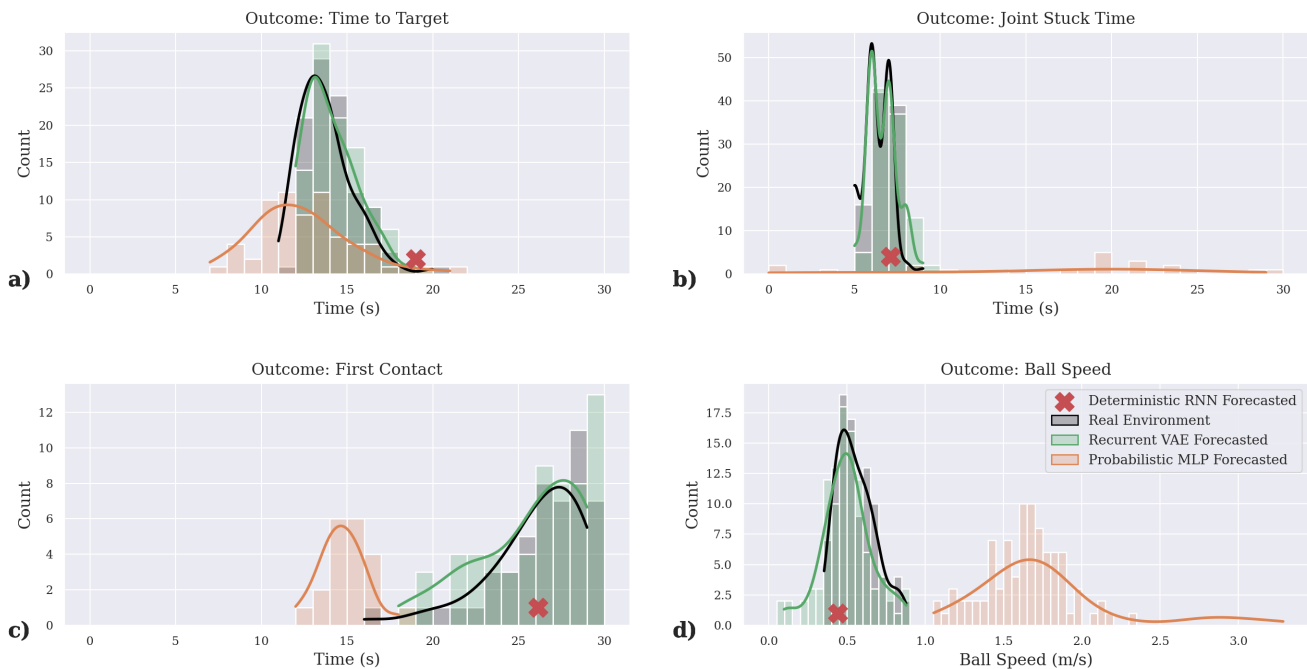 Outcome: Time to Target
Count
30
25
20
15
10
5
0
0 5 10 15 20 25 30
Time (s)
a)
Outcome: Joint Stuck Time
Count
50
40
30
20
10
0
0 5 10 15 20 25 30
Time (s)
b)
Outcome: First Contact
Count
12
10
8
6
4
2
0
0 5 10 15 20 25 30
Time (s)
c)
Outcome: Ball Speed
Deterministic RNN Forecasted
Real Environment
Recurrent VAE Forecasted
Probabilistic MLP Forecasted
Count
17.5
15.0
12.5
10.0
7.5
5.0
2.5
0.0
0.0 0.5 1.0 1.5 2.0 2.5 3.0
Ball Speed (m/s)
d)